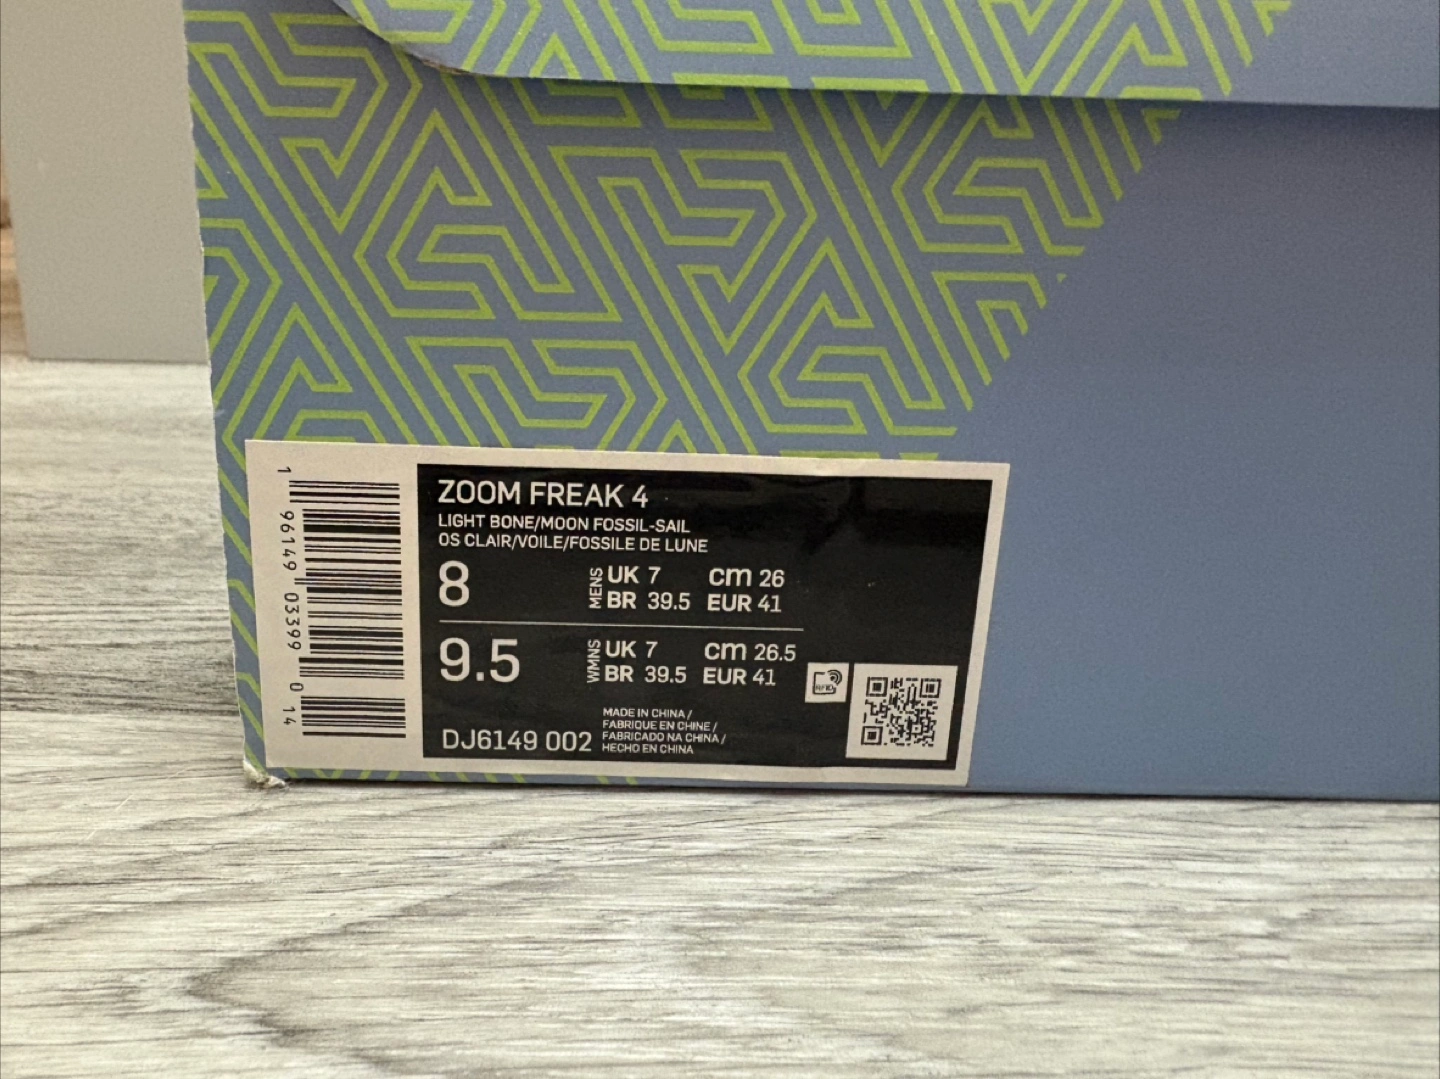 ZOOM FREAK 4
LIGHT BONE/MOON FOSSIL-SAIL
OS CLAIR/VOILE/FOSSILE DE LUNE
8 MENS UK 7 cm 26
BR 39.5 EUR 41
9.5 WMNS UK 7 cm 26.5
BR 39.5 EUR 41
RFID
MADE IN CHINA/
FABRIQUE EN CHINE/
FABRICADO NA CHINA/
HECHO EN CHINA
DJ6149 002
1 96149 03399 0 14